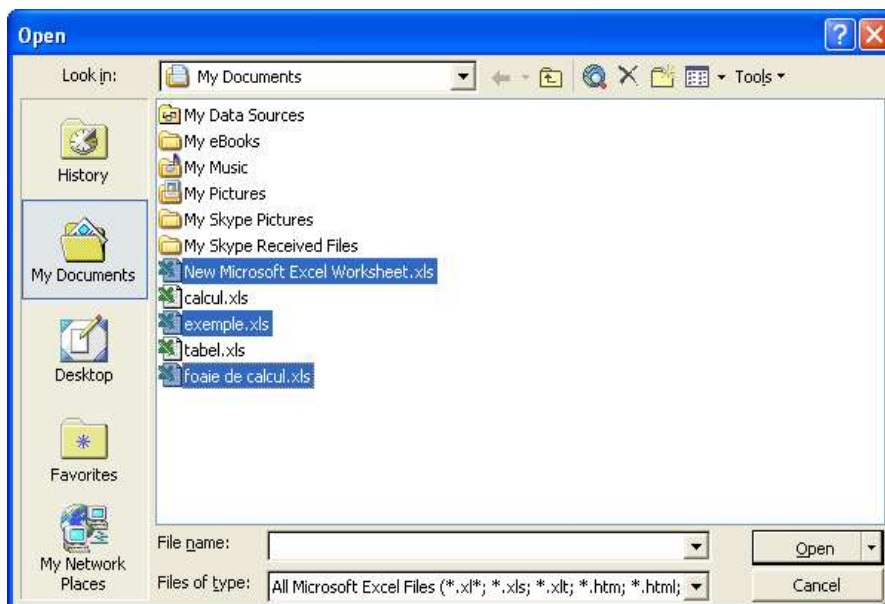 Open
Look in:
My Documents
Tools
History
My Documents
Desktop
Favorites
My Network
Places
My Data Sources
My eBooks
My Music
My Pictures
My Skype Pictures
My Skype Received Files
New Microsoft Excel Worksheet.xls
calcul.xls
exemple.xls
tabel.xls
foaie de calcul.xls
File name:
Open
Files of type:
All Microsoft Excel Files (*.xl*; *.xls; *.xlt; *.htm; *.html;
Cancel